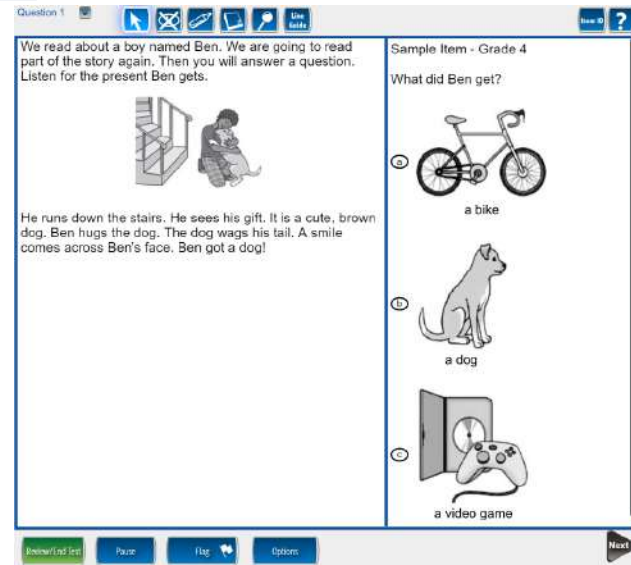 Question 1
Line
Guide
Item ID
?
We read about a boy named Ben. We are going to read
part of the story again. Then you will answer a question.
Listen for the present Ben gets.
He runs down the stairs. He sees his gift. It is a cute, brown
dog. Ben hugs the dog. The dog wags his tail. A smile
comes across Ben's face. Ben got a dog!
Sample Item - Grade 4
What did Ben get?
a
a bike
b
a dog
c
a video game
Review/End Test
Pause
Flag
Options
Next